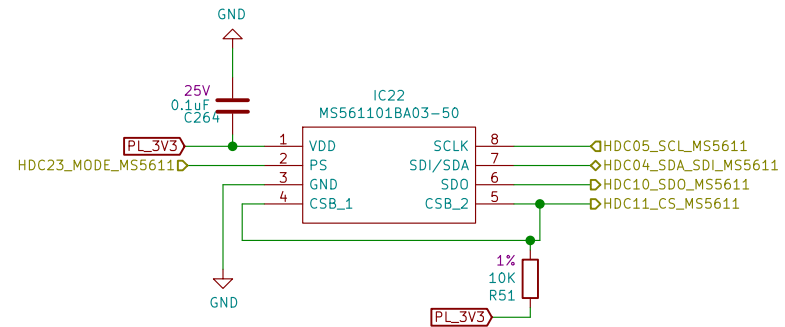 GND
25V
0.1uF
C264
IC22
MS561101BA03-50
PL_3V3
1
VDD
SCLK
8
HDC05_SCL_MS5611
HDC23_MODE_MS5611
2
PS
SDI/SDA
7
HDC04_SDA_SDI_MS5611
3
GND
SDO
6
HDC10_SDO_MS5611
4
CSB_1
CSB_2
5
HDC11_CS_MS5611
1%
10K
R51
GND
PL_3V3